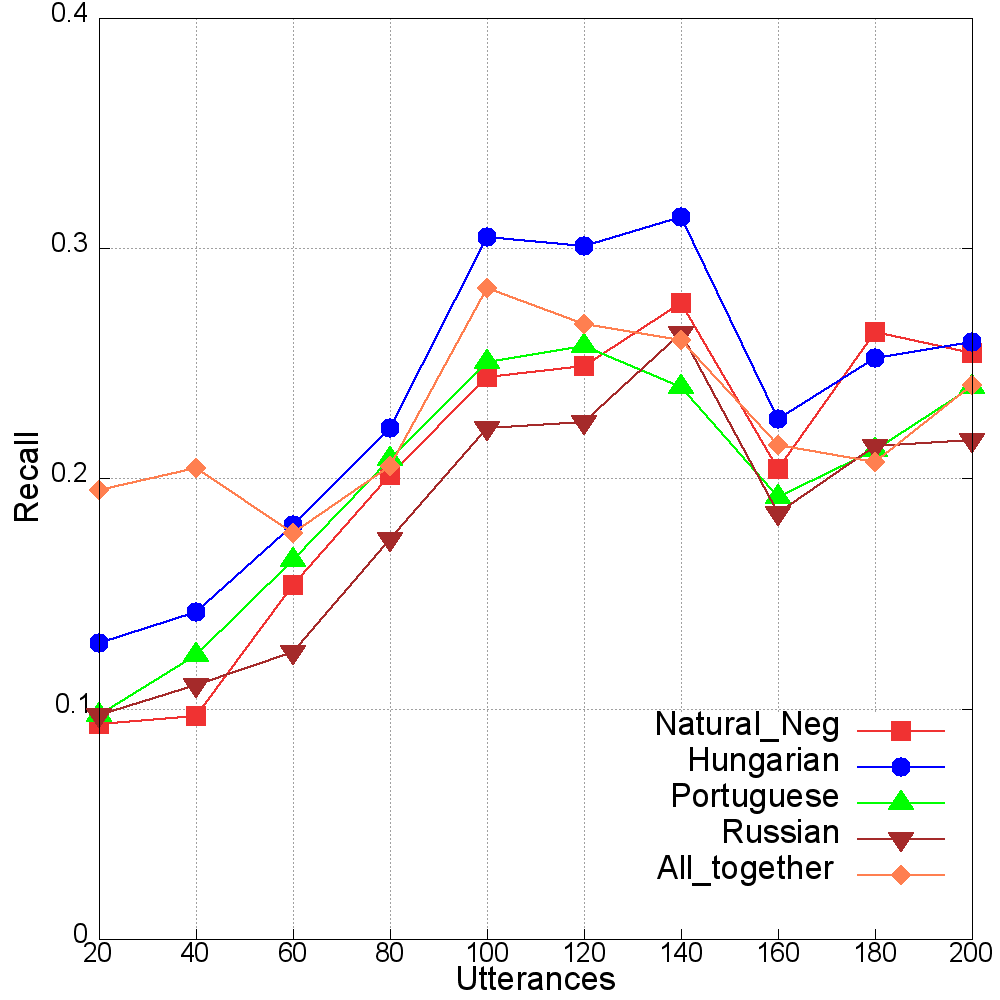 0.4
0.3
0.2
0.1
0
Recall
Natural_Neg
Hungarian
Portuguese
Russian
All_together
20 40 60 80 100 120 140 160 180 200
Utterances